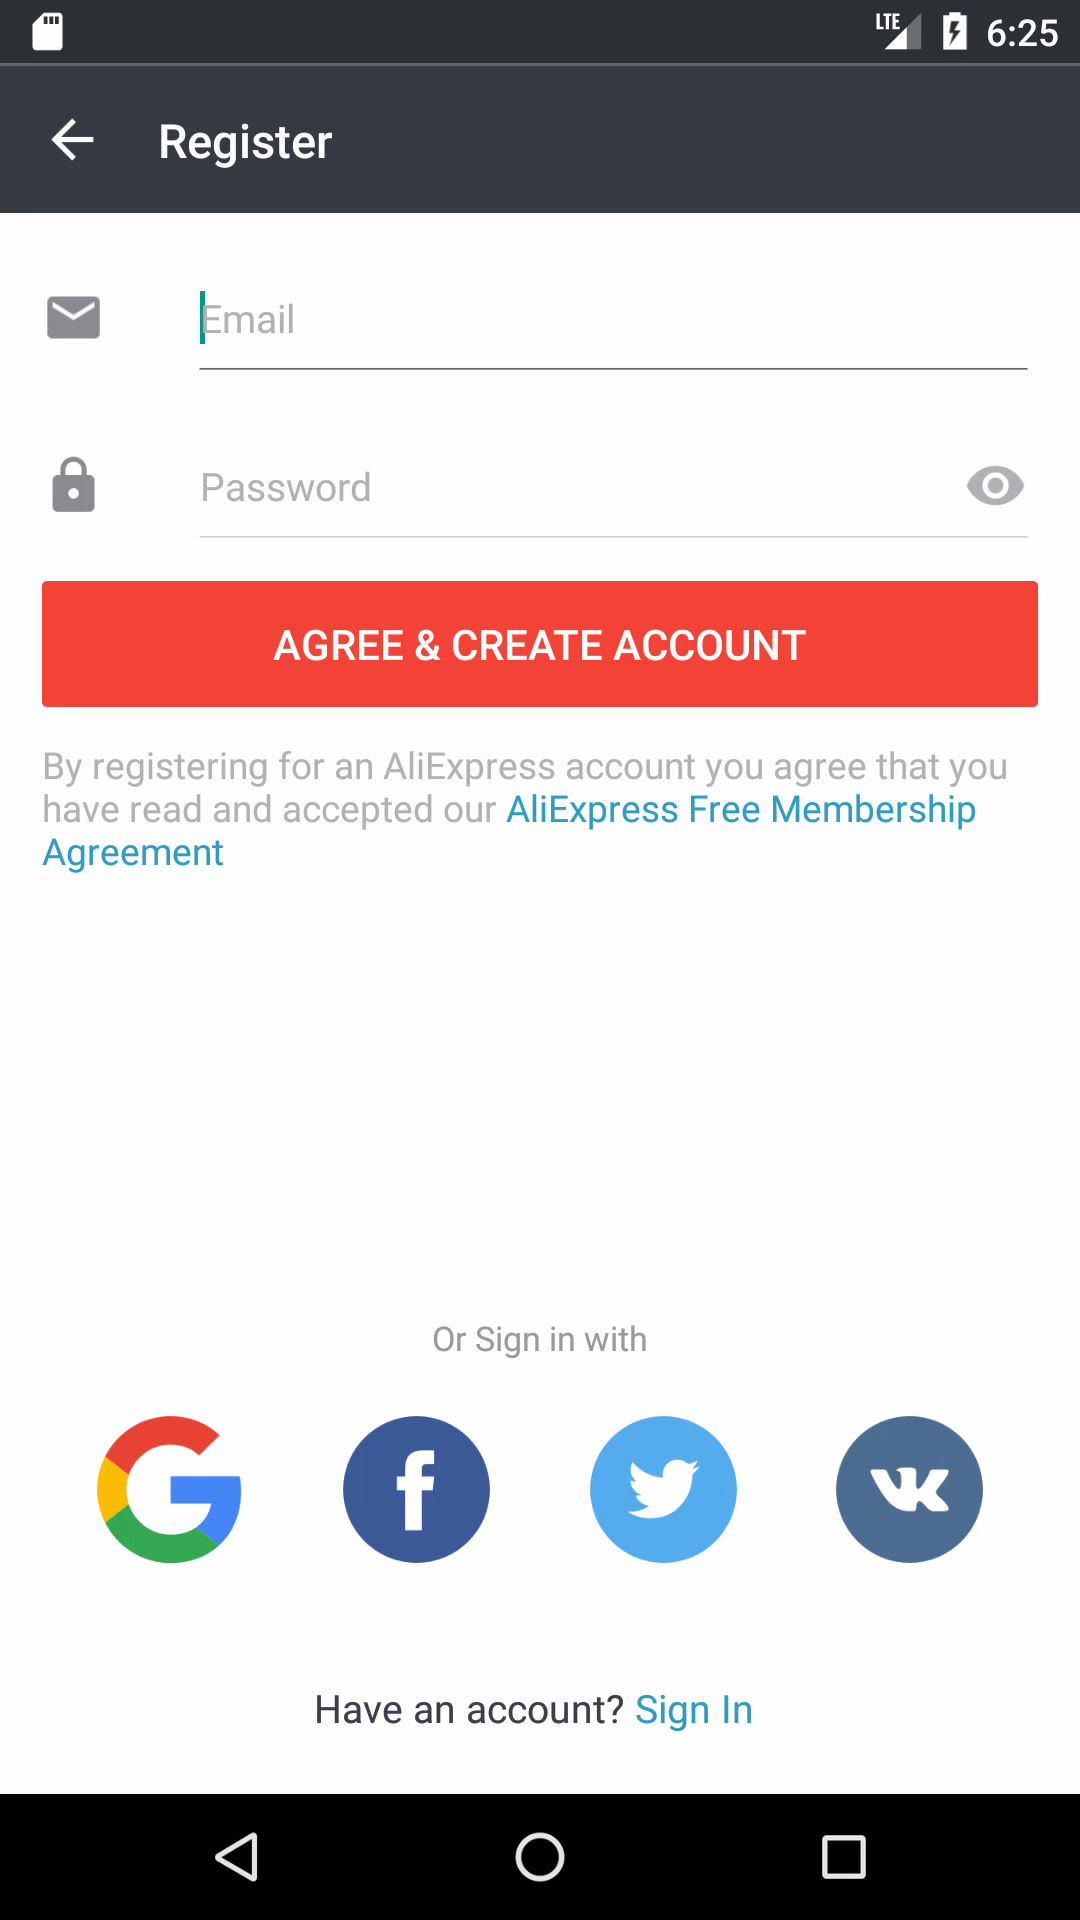 LTE 6:25
Register
Email
Password
AGREE & CREATE ACCOUNT
By registering for an AliExpress account you agree that you
have read and accepted our AliExpress Free Membership
Agreement
Or Sign in with
Have an account? Sign In